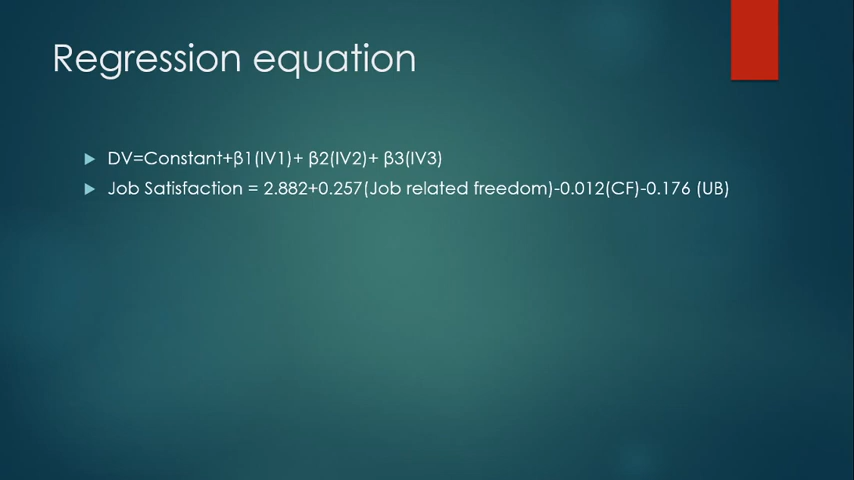 Regression equation
DV=Constant+β1(IV1)+ β2(IV2)+ β3(IV3)
Job Satisfaction = 2.882+0.257(Job related freedom)-0.012(CF)-0.176 (UB)